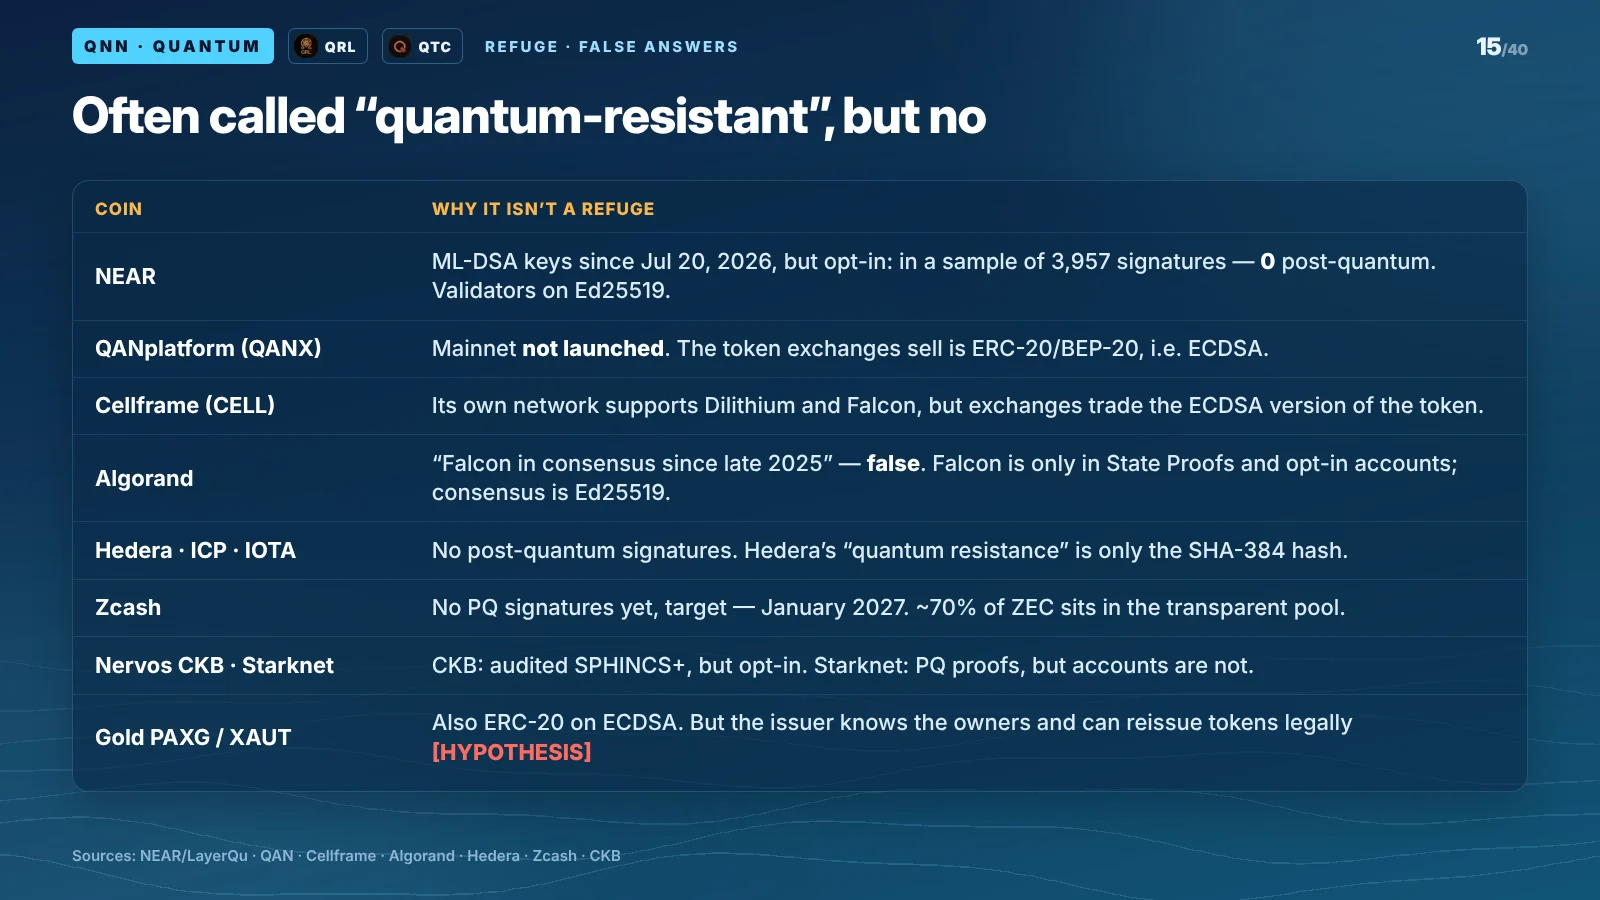 QNN · QUANTUM
QRL
QTC
REFUGE · FALSE ANSWERS
15/40
Often called “quantum-resistant”, but no
COIN
WHY IT ISN’T A REFUGE
NEAR
ML-DSA keys since Jul 20, 2026, but opt-in: in a sample of 3,957 signatures — 0 post-quantum.
Validators on Ed25519.
QANplatform (QANX)
Mainnet not launched. The token exchanges sell is ERC-20/BEP-20, i.e. ECDSA.
Cellframe (CELL)
Its own network supports Dilithium and Falcon, but exchanges trade the ECDSA version of the token.
Algorand
“Falcon in consensus since late 2025” — false. Falcon is only in State Proofs and opt-in accounts;
consensus is Ed25519.
Hedera · ICP · IOTA
No post-quantum signatures. Hedera’s “quantum resistance” is only the SHA-384 hash.
Zcash
No PQ signatures yet, target — January 2027. ~70% of ZEC sits in the transparent pool.
Nervos CKB · Starknet
CKB: audited SPHINCS+, but opt-in. Starknet: PQ proofs, but accounts are not.
Gold PAXG / XAUT
Also ERC-20 on ECDSA. But the issuer knows the owners and can reissue tokens legally
[HYPOTHESIS]
Sources: NEAR/LayerQu · QAN · Cellframe · Algorand · Hedera · Zcash · CKB